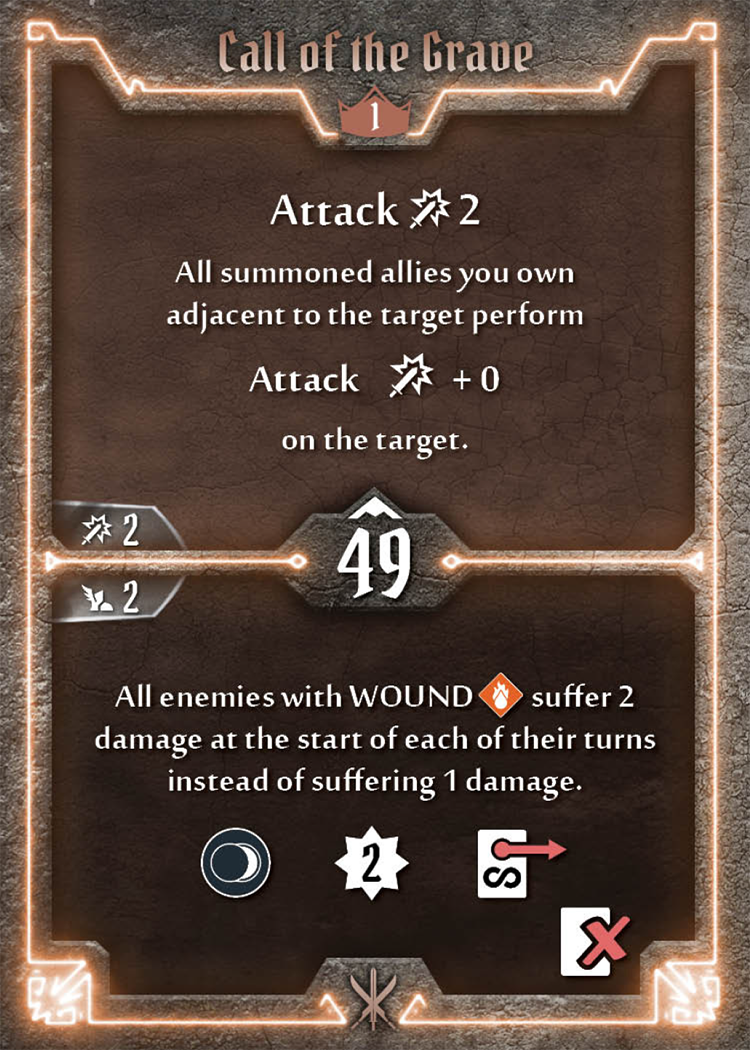 Call of the Grave
1
Attack 2
All summoned allies you own
adjacent to the target perform
Attack + 0
on the target.
2
49
2
All enemies with WOUND suffer 2
damage at the start of each of their turns
instead of suffering 1 damage.
2